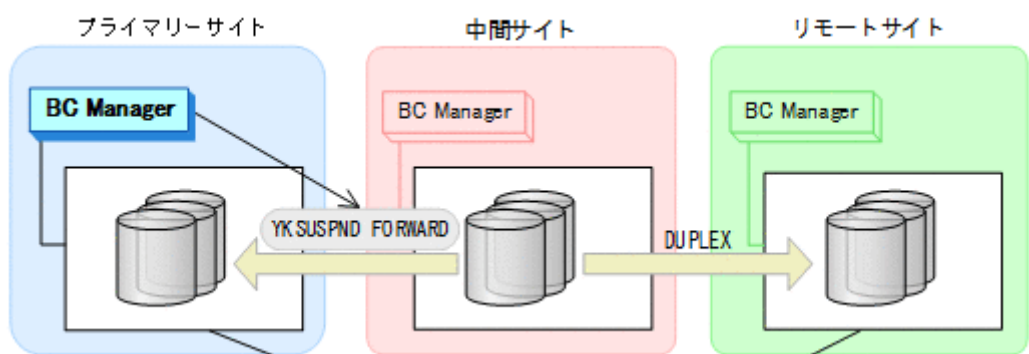 プライマリーサイト
中間サイト
リモートサイト
BC Manager
BC Manager
BC Manager
YKSUSPND FORWARD
DUPLEX